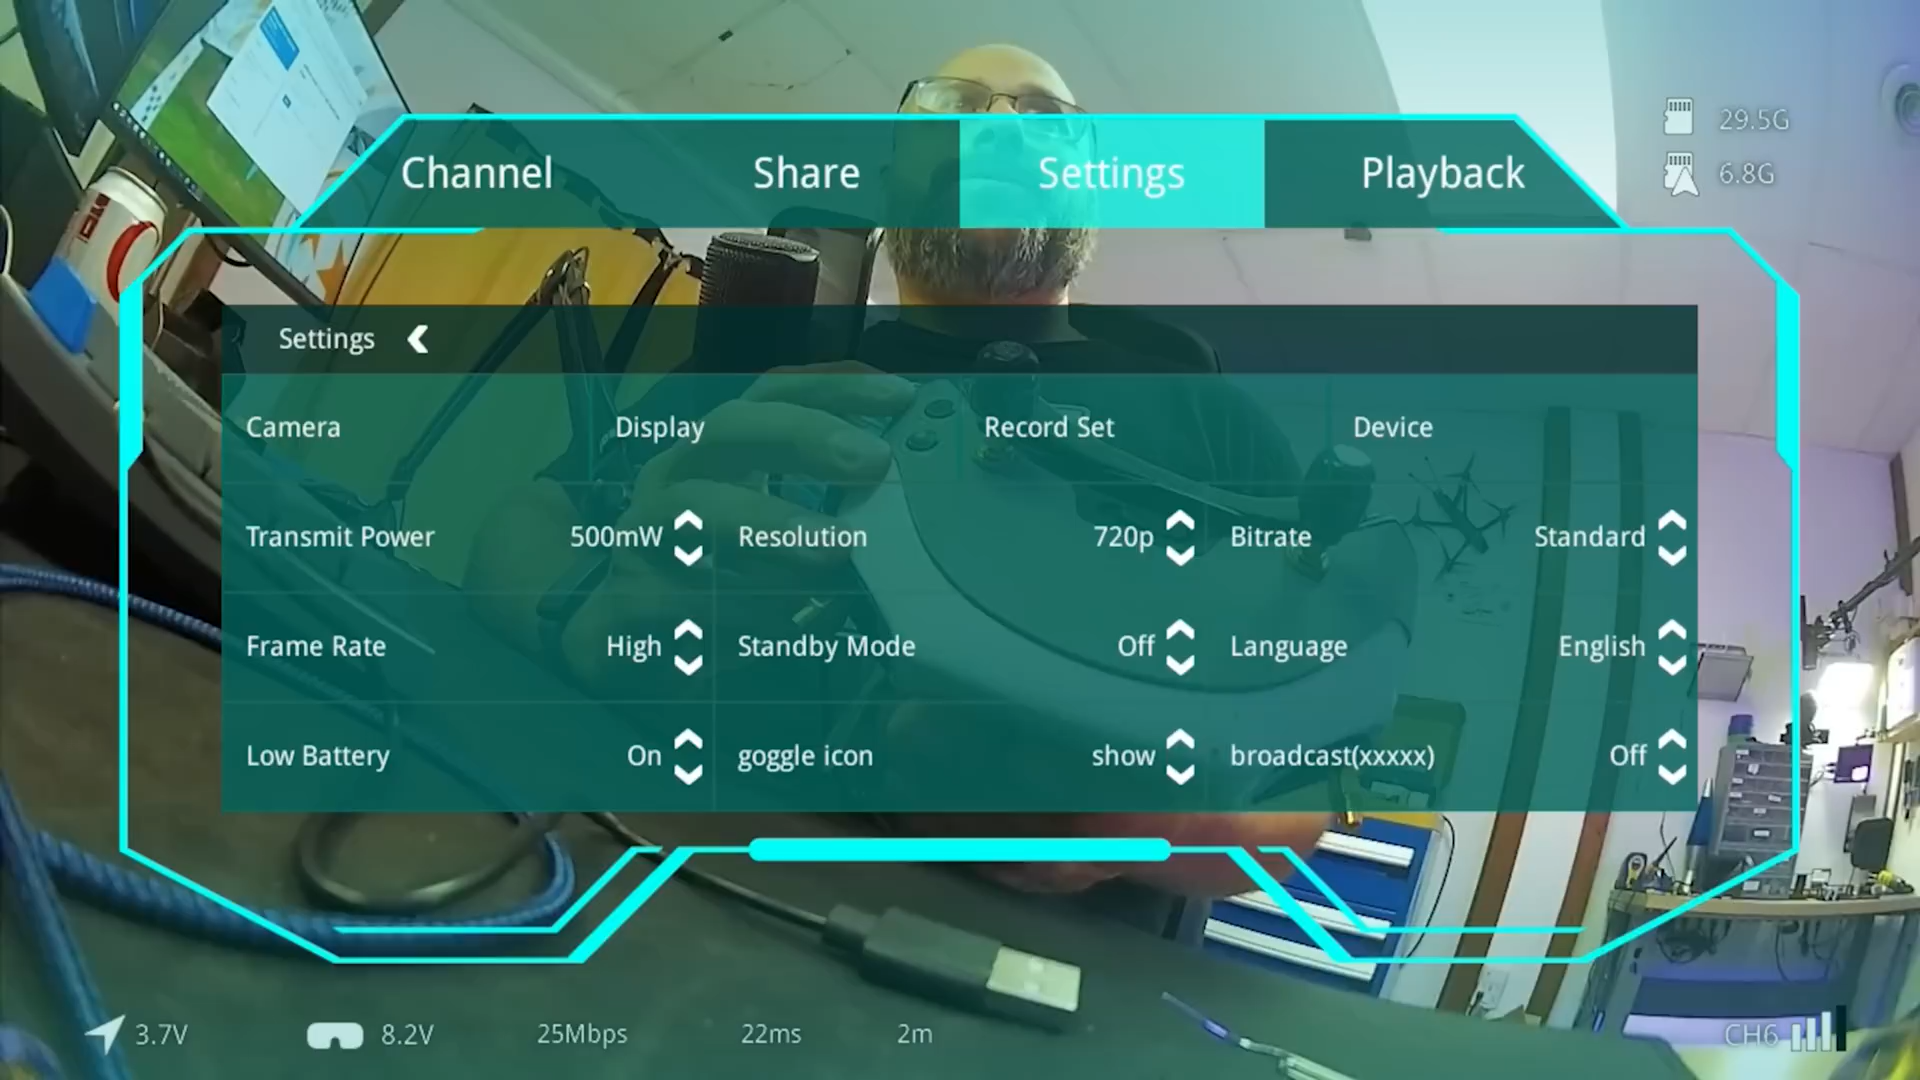 Channel Share Settings Playback
29.5G
6.8G
Settings
Camera Display Record Set Device
Transmit Power 500mW Resolution 720p Bitrate Standard
Frame Rate High Standby Mode Off Language English
Low Battery On goggle icon show broadcast(xxxxx) Off
3.7V 8.2V 25Mbps 22ms 2m CH6